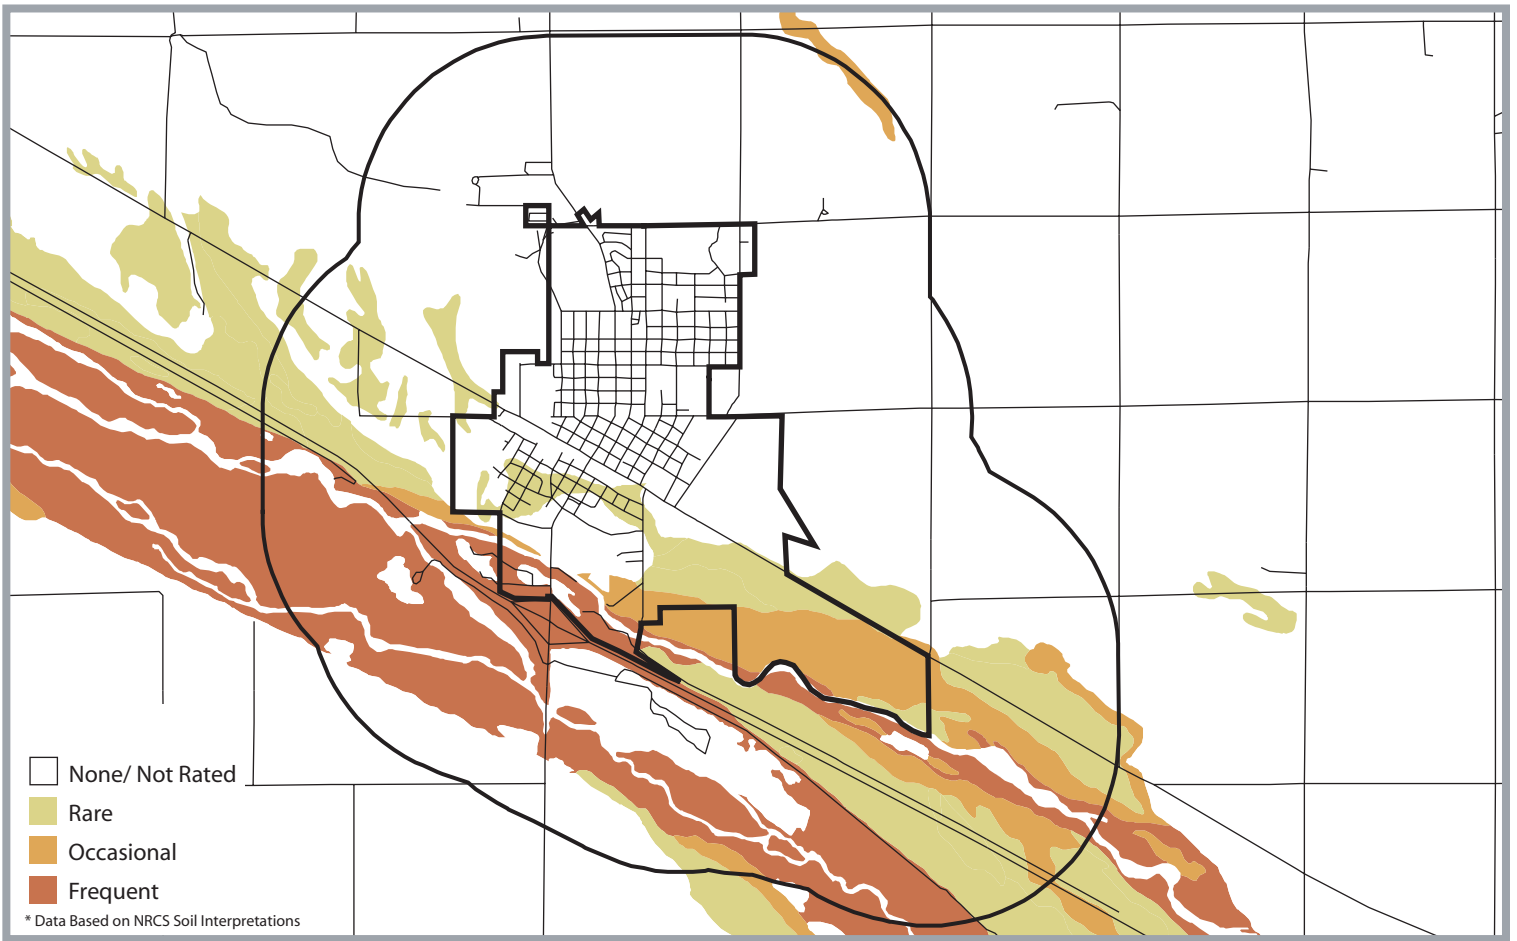 None/ Not Rated
Rare
Occasional
Frequent
* Data Based on NRCS Soil Interpretations